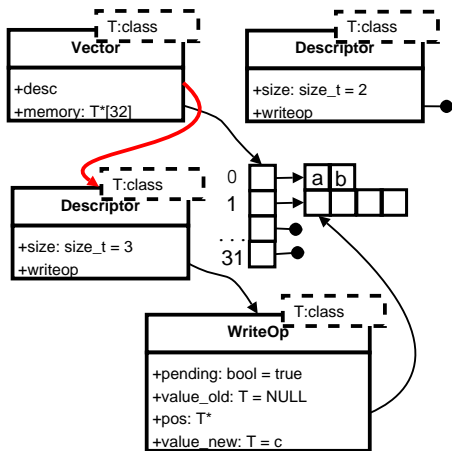 T:class
Vector
+desc
+memory: T*[32]
T:class
Descriptor
+size: size_t = 2
+writeop
0
a b
1
.....
31
T:class
Descriptor
+size: size_t = 3
+writeop
T:class
WriteOp
+pending: bool = true
+value_old: T = NULL
+pos: T*
+value_new: T = c